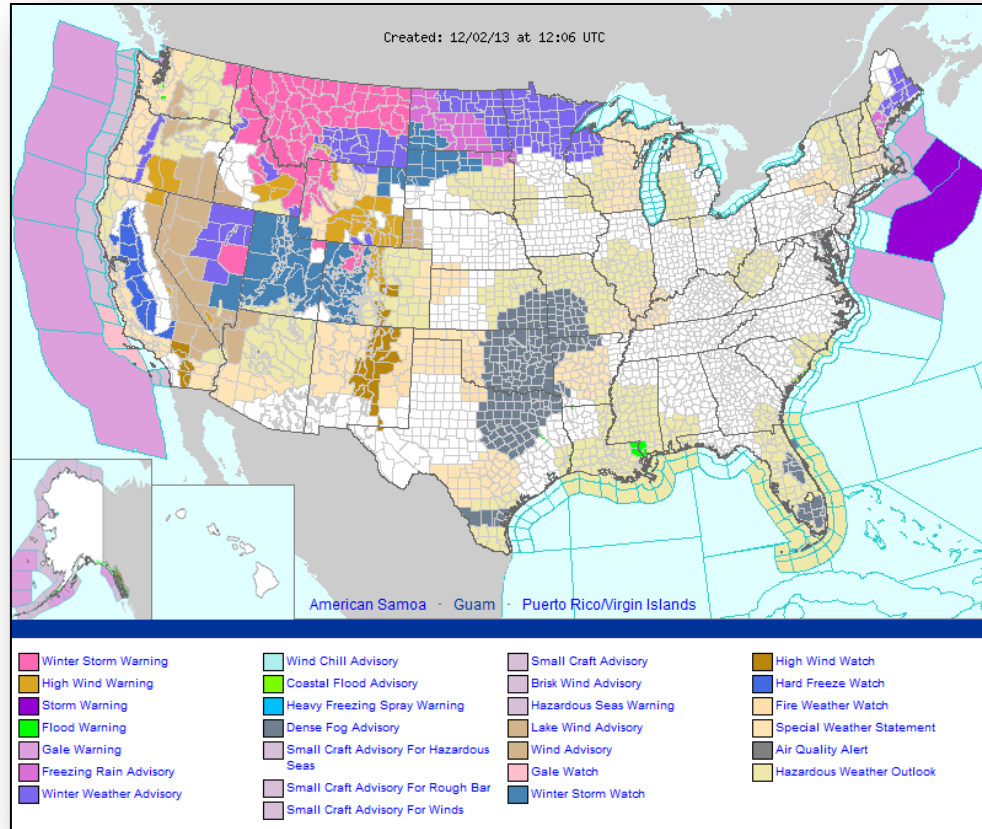 Created: 12/02/13 at 12:06 UTC
American Samoa · Guam · Puerto Rico/Virgin Islands
Winter Storm Warning
High Wind Warning
Storm Warning
Flood Warning
Gale Warning
Freezing Rain Advisory
Winter Weather Advisory
Wind Chill Advisory
Coastal Flood Advisory
Heavy Freezing Spray Warning
Dense Fog Advisory
Small Craft Advisory For Hazardous
Seas
Small Craft Advisory For Rough Bar
Small Craft Advisory For Winds
Small Craft Advisory
Brisk Wind Advisory
Hazardous Seas Warning
Lake Wind Advisory
Wind Advisory
Gale Watch
Winter Storm Watch
High Wind Watch
Hard Freeze Watch
Fire Weather Watch
Special Weather Statement
Air Quality Alert
Hazardous Weather Outlook